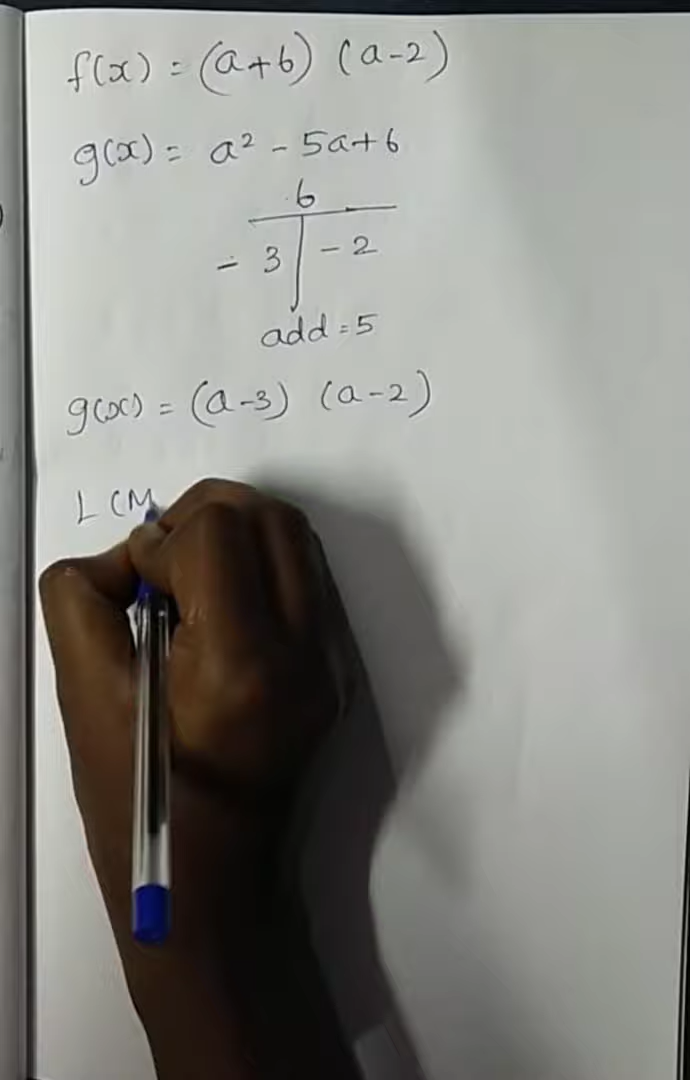 f(x) = (a+6) (a-2)
g(x) = a² - 5a+6
6
- 3 | - 2
add = 5
g(x) = (a-3) (a-2)
LCM